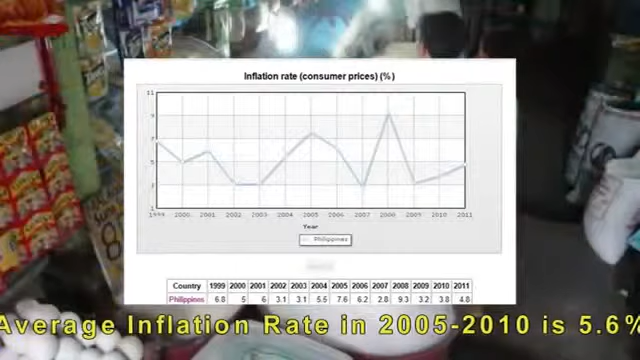 Inflation rate (consumer prices) (%)
11
9
7
5
3
1
1999 2000 2001 2002 2003 2004 2005 2006 2007 2008 2009 2010 2011
Year
Philippines
Country 1999 2000 2001 2002 2003 2004 2005 2006 2007 2008 2009 2010 2011
Philippines 6.8 5 6 3.1 3.1 5.5 7.6 6.2 2.8 9.3 3.2 3.8 4.8
Average Inflation Rate in 2005-2010 is 5.6%